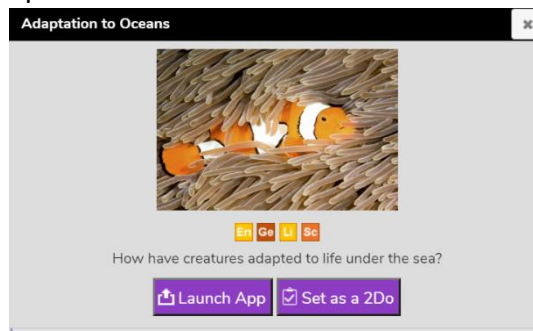 Adaptation to Oceans
En Ge Li Sc
How have creatures adapted to life under the sea?
Launch App Set as a 2Do